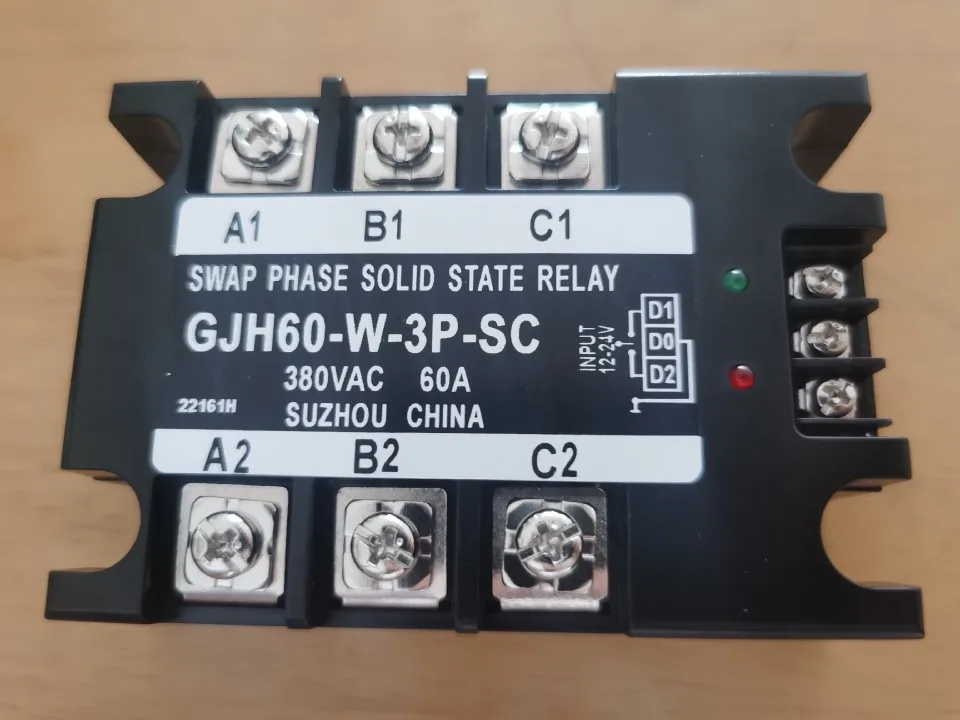 A1 B1 C1
SWAP PHASE SOLID STATE RELAY
GJH60-W-3P-SC
380VAC 60A
22161H
SUZHOU CHINA
INPUT
12-24V
D1
D0
D2
A2 B2 C2